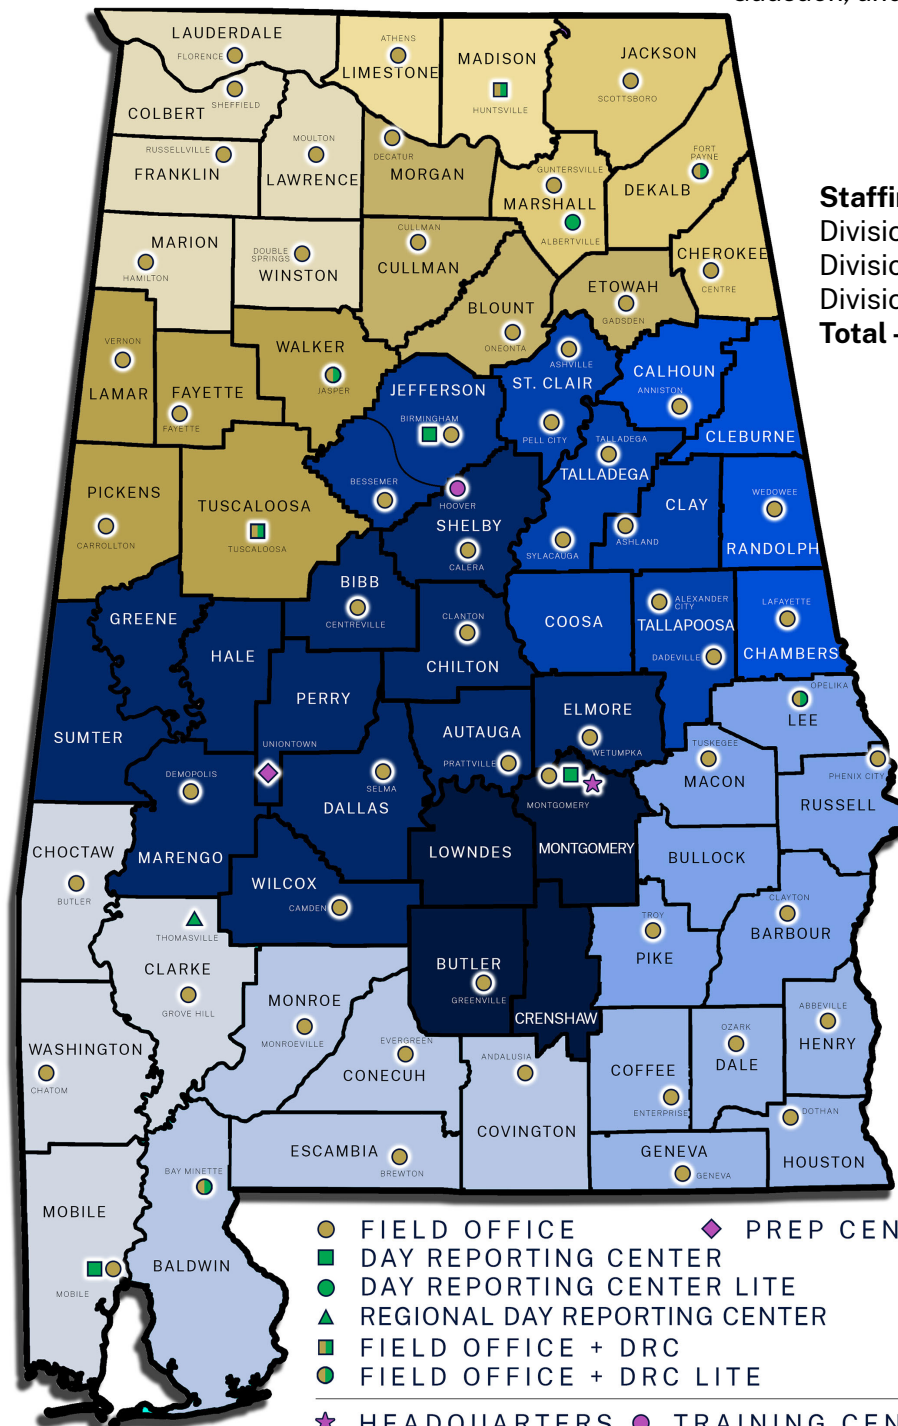 LAUDERDALE
FLORENCE
ATHENS
LIMESTONE
MADISON
HUNTSVILLE
JACKSON
SCOTTSBORO
COLBERT
SHEFFIELD
RUSSELLVILLE
FRANKLIN
MOULTON
LAWRENCE
DECATUR
MORGAN
GUNTERSVILLE
MARSHALL
ALBERTVILLE
FORT
PAYNE
DEKALB
Staffin
Divisio
Divisio
Divisio
Total -
MARION
HAMILTON
DOUBLE
SPRINGS
WINSTON
CULLMAN
CULLMAN
CHEROKEE
CENTRE
BLOUNT
ONEONTA
ETOWAH
GADSDEN
VERNON
LAMAR
FAYETTE
FAYETTE
WALKER
JASPER
JEFFERSON
BIRMINGHAM
BESSEMER
HOOVER
ASHVILLE
ST. CLAIR
PELL CITY
CALHOUN
ANNISTON
CLEBURNE
TALLADEGA
TALLADEGA
SYLACAUGA
CLAY
ASHLAND
WEDOWEE
RANDOLPH
PICKENS
CARROLLTON
TUSCALOOSA
TUSCALOOSA
SHELBY
CALERA
BIBB
CENTREVILLE
GREENE
HALE
CLANTON
CHILTON
COOSA
ALEXANDER
CITY
TALLAPOOSA
DADEVILLE
LAFAYETTE
CHAMBERS
SUMTER
PERRY
UNIONTOWN
AUTAUGA
PRATTVILLE
ELMORE
WETUMPKA
OPELIKA
LEE
TUSKEGEE
MACON
PHENIX CITY
RUSSELL
DEMOPOLIS
MARENGO
SELMA
DALLAS
MONTGOMERY
MONTGOMERY
LOWNDES
BULLOCK
CHOCTAW
BUTLER
WILCOX
CAMDEN
THOMASVILLE
CLARKE
GROVE HILL
BUTLER
GREENVILLE
CRENSHAW
TROY
PIKE
CLAYTON
BARBOUR
WASHINGTON
CHATOM
MONROE
MONROEVILLE
EVERGREEN
CONECUH
ANDALUSIA
COVINGTON
COFFEE
ENTERPRISE
OZARK
DALE
ABBEVILLE
HENRY
ESCAMBIA
BREWTON
GENEVA
GENEVA
DOTHAN
HOUSTON
MOBILE
MOBILE
BAY MINETTE
BALDWIN
FIELD OFFICE
PREP CEN
DAY REPORTING CENTER
DAY REPORTING CENTER LITE
REGIONAL DAY REPORTING CENTER
FIELD OFFICE + DRC
FIELD OFFICE + DRC LITE
HEADQUARTERS
TRAINING CEN